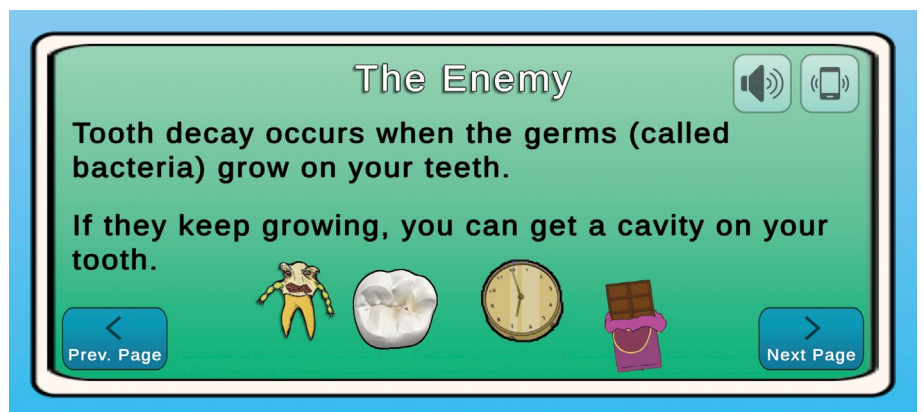 The Enemy
Tooth decay occurs when the germs (called
bacteria) grow on your teeth.
If they keep growing, you can get a cavity on your
tooth.
Prev. Page
Next Page